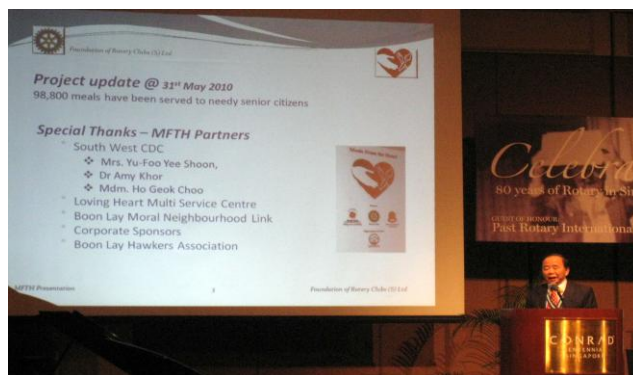 Foundation of Rotary Clubs (S) Ltd
Project update @ 31st May 2010
98,800 meals have been served to needy senior citizens
Special Thanks – MFTH Partners
South West CDC
Mrs. Yu-Foo Yee Shoon,
Dr Amy Khor
Mdm. Ho Geok Choo
Loving Heart Multi Service Centre
Boon Lay Moral Neighbourhood Link
Corporate Sponsors
Boon Lay Hawkers Association
MFTH Presentation
3
Foundation of Rotary Clubs (S) Ltd
Celebra
80 years of Rotary in Si
GUEST OF HONOUR
Past Rotary Internationa
CONRAD
CENTENNIA
SINGAPORE